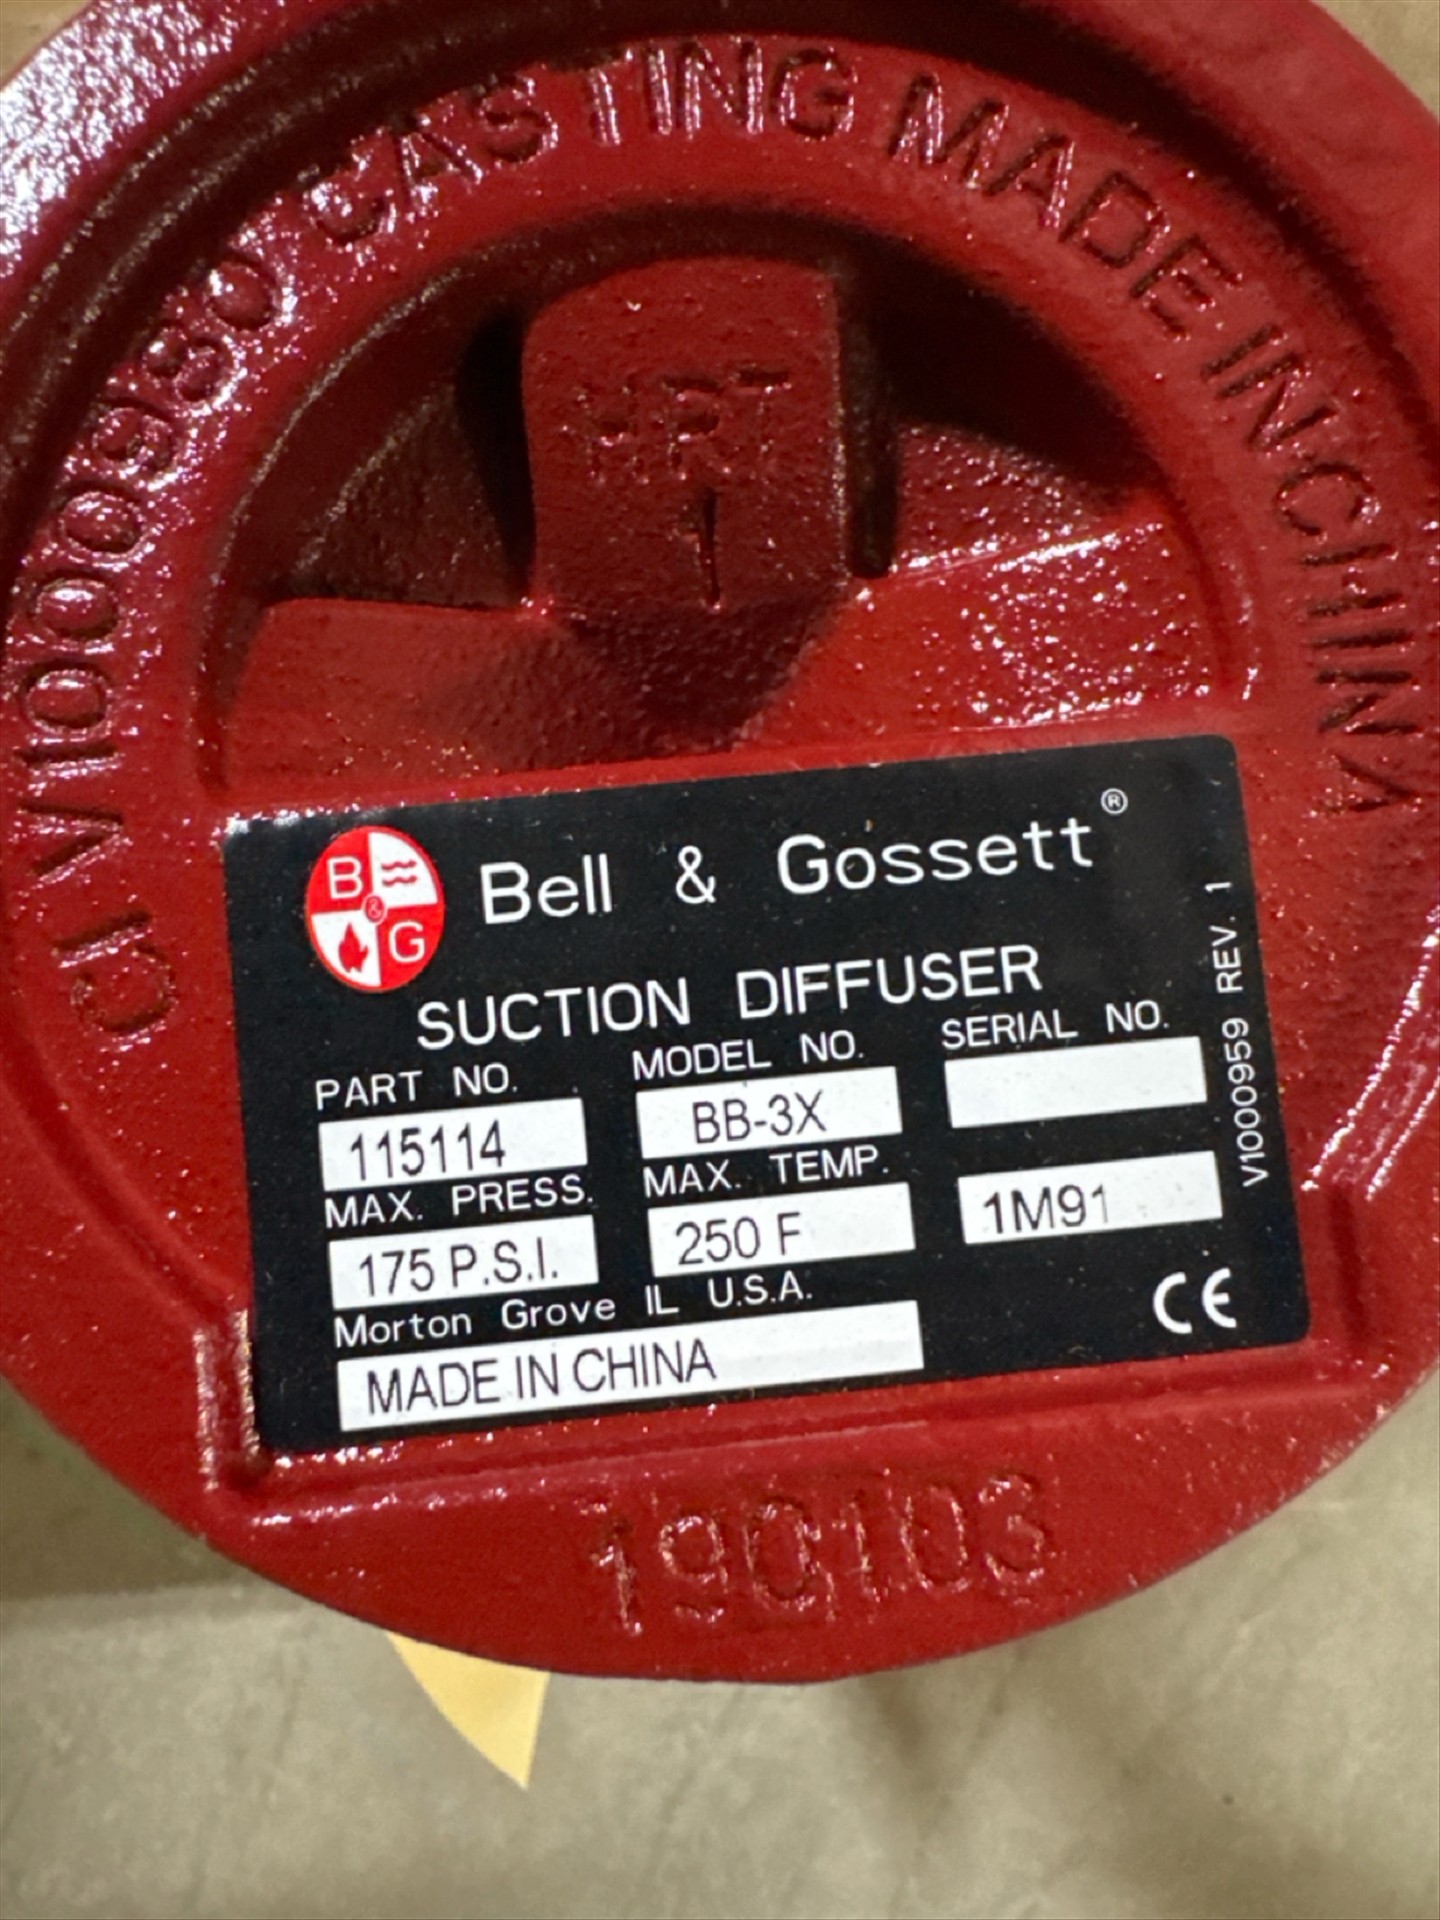 CI V1000980 CASTING MADE IN CHINA
HRT
1
B
&
G
Bell & Gossett®
SUCTION DIFFUSER
PART NO. MODEL NO. SERIAL NO.
115114 BB-3X
MAX. PRESS. MAX. TEMP.
175 P.S.I. 250 F 1M91
Morton Grove IL U.S.A.
MADE IN CHINA
CE
V1000959 REV. 1
190103